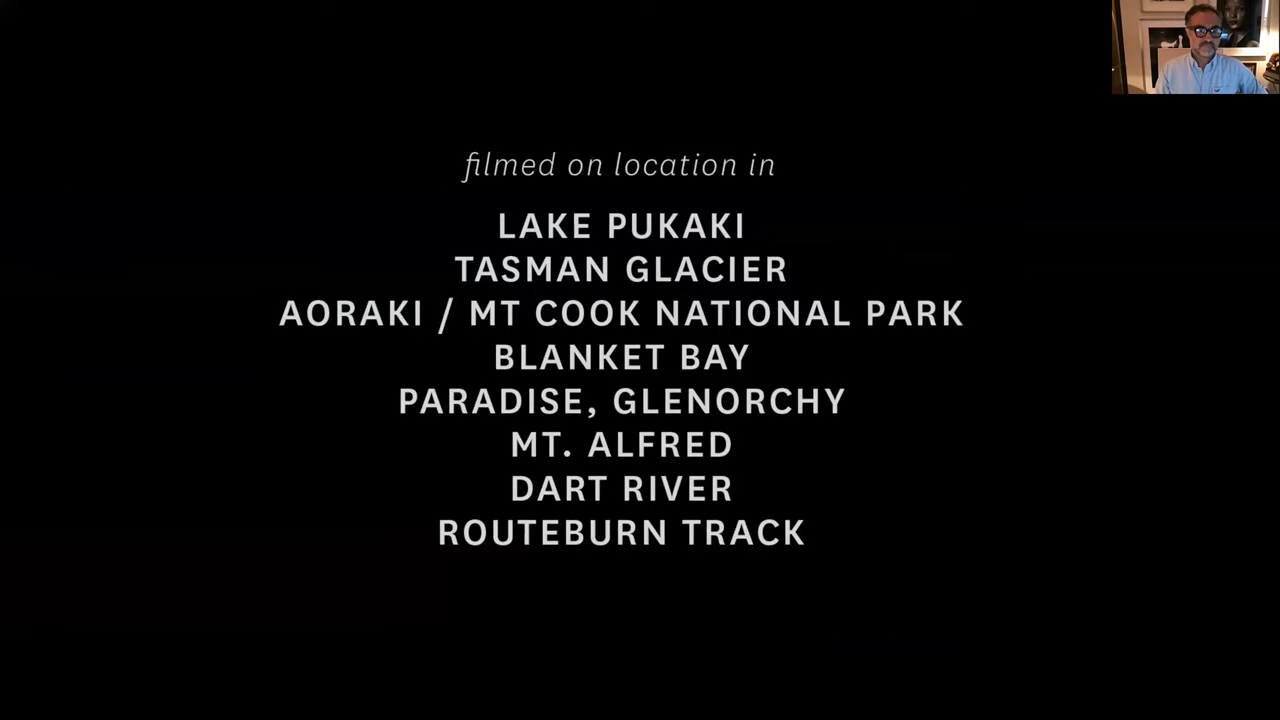 filmed on location in
LAKE PUKAKI
TASMAN GLACIER
AORAKI / MT COOK NATIONAL PARK
BLANKET BAY
PARADISE, GLENORCHY
MT. ALFRED
DART RIVER
ROUTEBURN TRACK